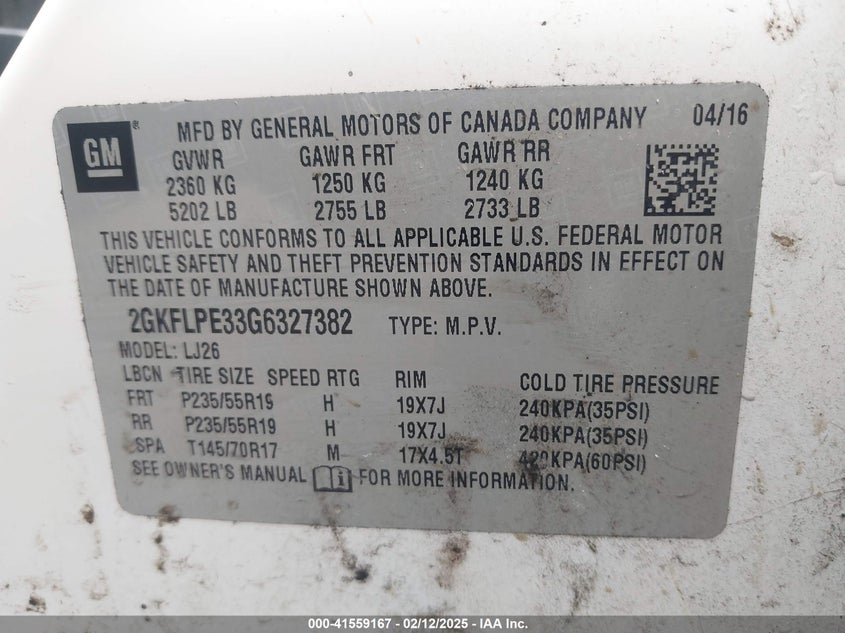 GM ® MFD BY GENERAL MOTORS OF CANADA COMPANY 04/16
GVWR GAWR FRT GAWR RR
2360 KG 1250 KG 1240 KG
5202 LB 2755 LB 2733 LB
THIS VEHICLE CONFORMS TO ALL APPLICABLE U.S. FEDERAL MOTOR
VEHICLE SAFETY AND THEFT PREVENTION STANDARDS IN EFFECT ON
THE DATE OF MANUFACTURE SHOWN ABOVE.
2GKFLPE33G6327382 TYPE: M.P.V.
MODEL: LJ26
LBCN TIRE SIZE SPEED RTG RIM COLD TIRE PRESSURE
FRT P235/55R19 H 19X7J 240KPA(35PSI)
RR P235/55R19 H 19X7J 240KPA(35PSI)
SPA T145/70R17 M 17X4.5T 420KPA(60PSI)
SEE OWNER'S MANUAL FOR MORE INFORMATION.
000-41559167 - 02/12/2025 - IAA Inc.